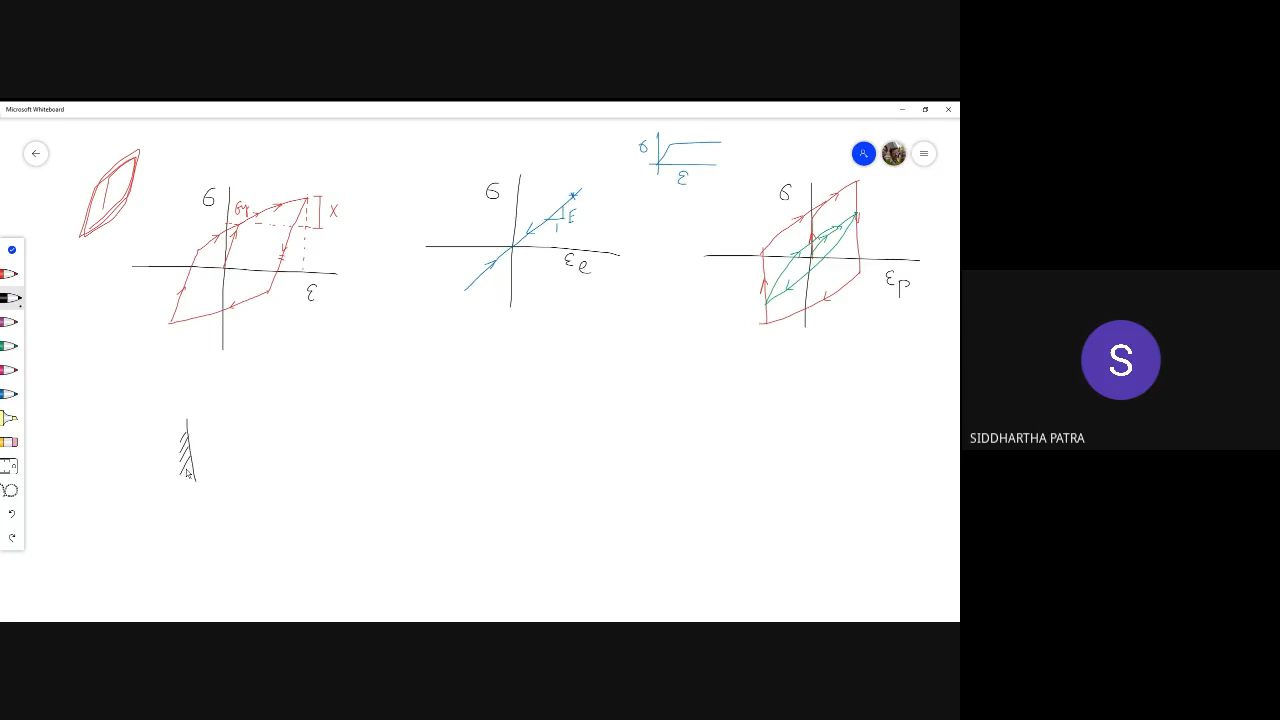 Microsoft Whiteboard
σ
ε
σ
σy
x
ε
σ
E
1
εe
σ
εp
S
SIDDHARTHA PATRA